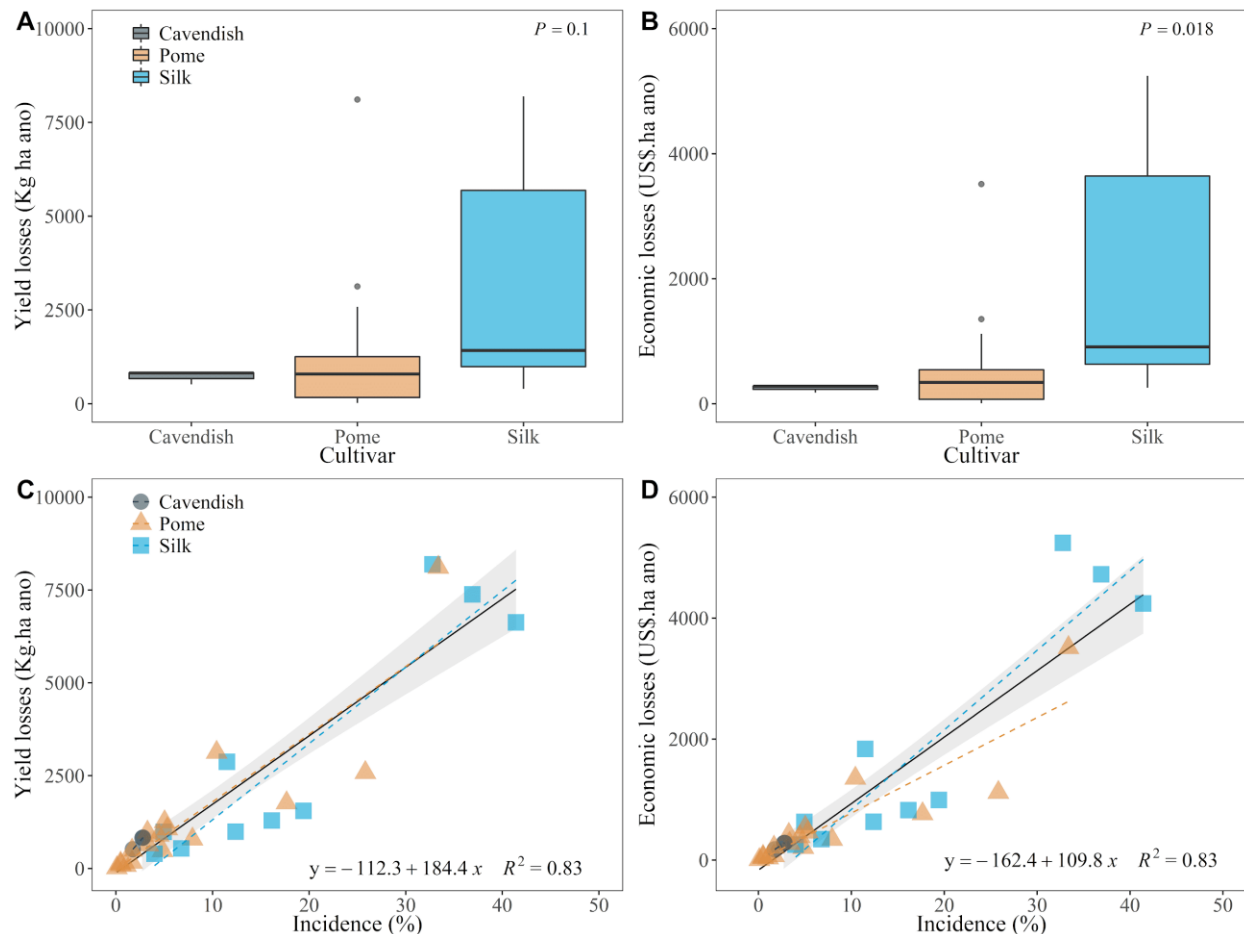 A
10000
7500
5000
2500
0
Yield losses (Kg ha ano)
Cavendish
Pome
Silk
P = 0.1
Cavendish Pome Silk
Cultivar
B
6000
4000
2000
0
Economic losses (US$.ha ano)
P = 0.018
Cavendish Pome Silk
Cultivar
C
10000
7500
5000
2500
0
Yield losses (Kg.ha ano)
Cavendish
Pome
Silk
y = −112.3 + 184.4 x R² = 0.83
0 10 20 30 40 50
Incidence (%)
D
6000
4000
2000
0
Economic losses (US$.ha ano)
y = −162.4 + 109.8 x R² = 0.83
0 10 20 30 40 50
Incidence (%)